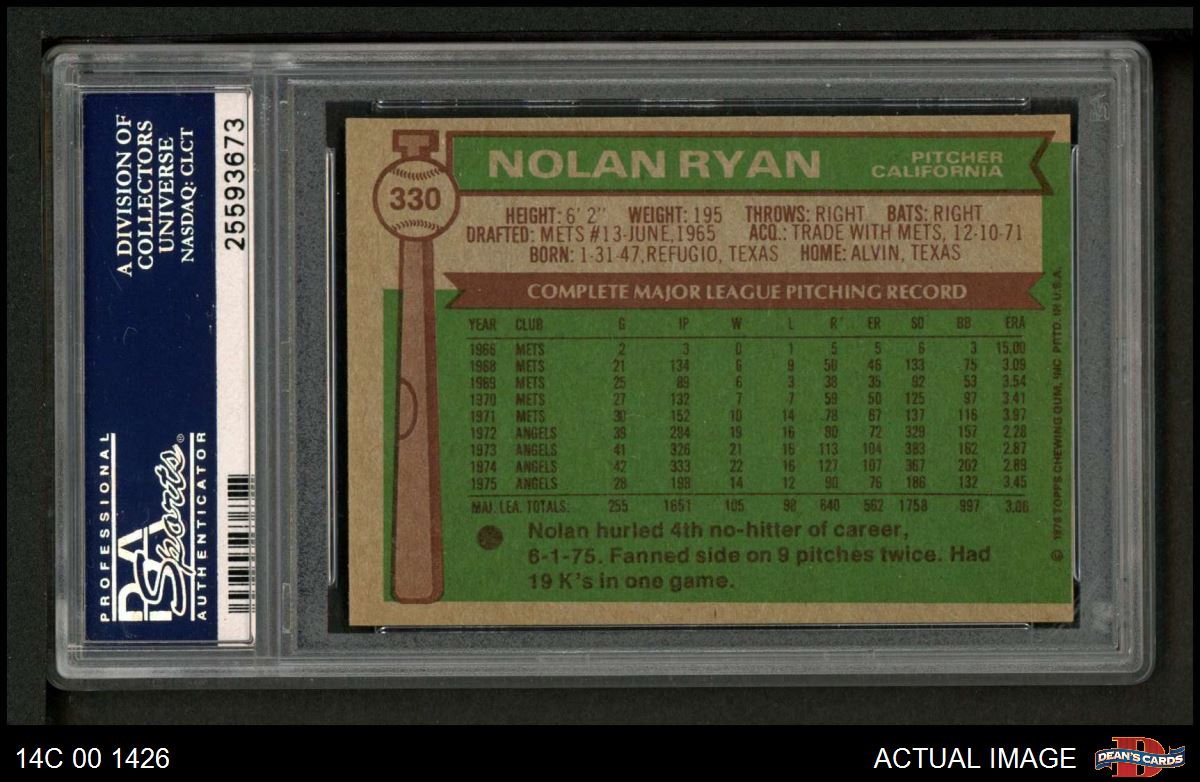 A DIVISION OF
COLLECTORS
UNIVERSE
NASDAQ: CLCT
25593673
PROFESSIONAL
PSA
Sports®
AUTHENTICATOR
330
NOLAN RYAN
PITCHER
CALIFORNIA
HEIGHT: 6' 2" WEIGHT: 195 THROWS: RIGHT BATS: RIGHT
DRAFTED: METS #13-JUNE, 1965 ACQ.: TRADE WITH METS, 12-10-71
BORN: 1-31-47, REFUGIO, TEXAS HOME: ALVIN, TEXAS
COMPLETE MAJOR LEAGUE PITCHING RECORD
YEAR CLUB G IP W L R ER SO BB ERA
1966 METS 2 3 0 1 5 5 6 3 15.00
1968 METS 21 134 6 9 50 46 133 75 3.09
1969 METS 25 89 6 3 38 35 92 53 3.54
1970 METS 27 132 7 7 59 50 125 97 3.41
1971 METS 30 152 10 14 78 67 137 116 3.97
1972 ANGELS 39 284 19 16 80 72 329 157 2.28
1973 ANGELS 41 326 21 16 113 104 383 162 2.87
1974 ANGELS 42 333 22 16 127 107 367 202 2.89
1975 ANGELS 28 198 14 12 90 76 186 132 3.45
MAJ. LEA. TOTALS: 255 1651 105 98 640 562 1758 997 3.06
Nolan hurled 4th no-hitter of career,
6-1-75. Fanned side on 9 pitches twice. Had
19 K's in one game.
© 1976 TOPPS CHEWING GUM, INC. PRTD. IN U.S.A.
14C 00 1426
ACTUAL IMAGE
DEAN'S CARDS